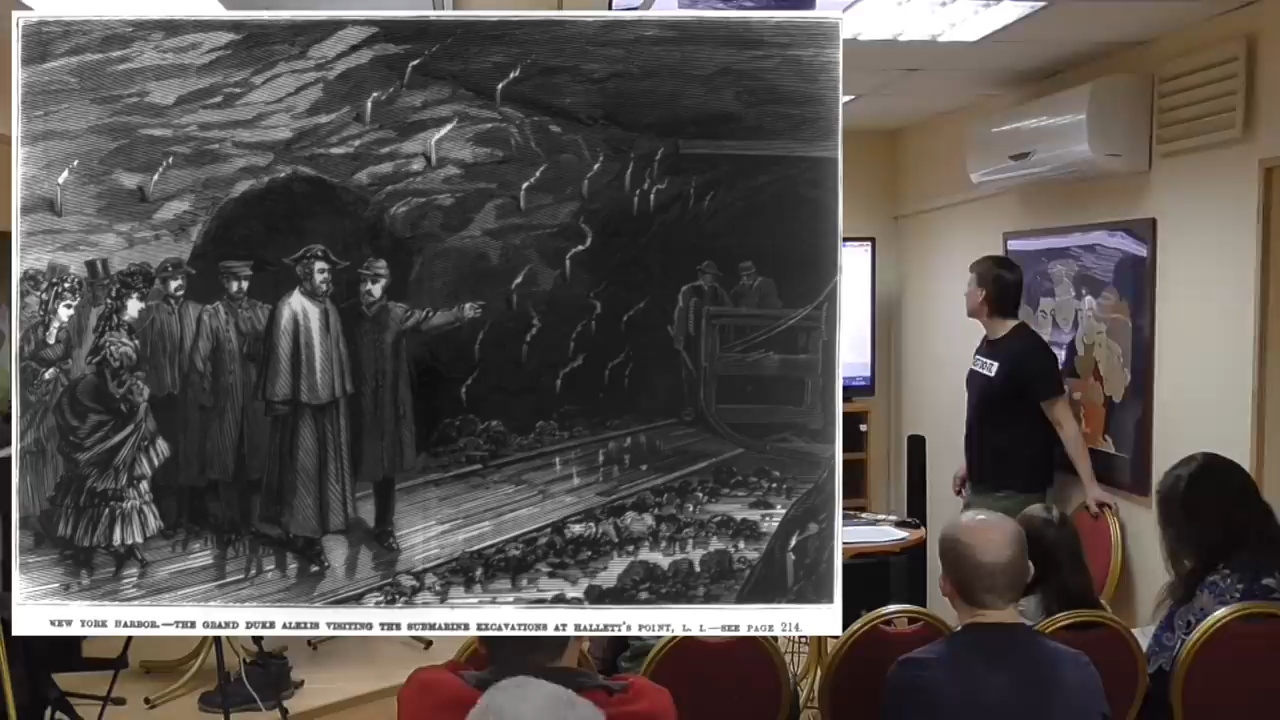 NEW YORK HARBOR.—THE GRAND DUKE ALEXIS VISITING THE SUBMARINE EXCAVATIONS AT HALLETT'S POINT, L. I.—SEE PAGE 214.